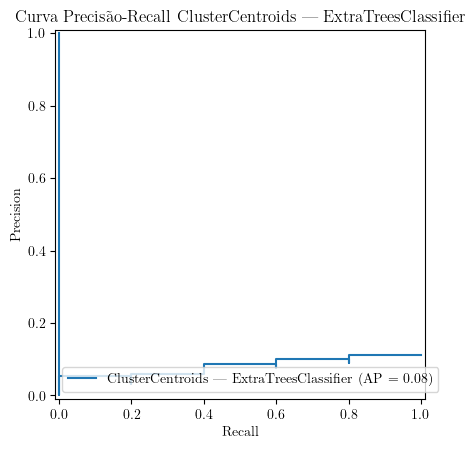 Curva Precisão-Recall ClusterCentroids — ExtraTreesClassifier
1.0
0.8
0.6
0.4
0.2
0.0
Precision
ClusterCentroids — ExtraTreesClassifier (AP = 0.08)
0.0 0.2 0.4 0.6 0.8 1.0
Recall